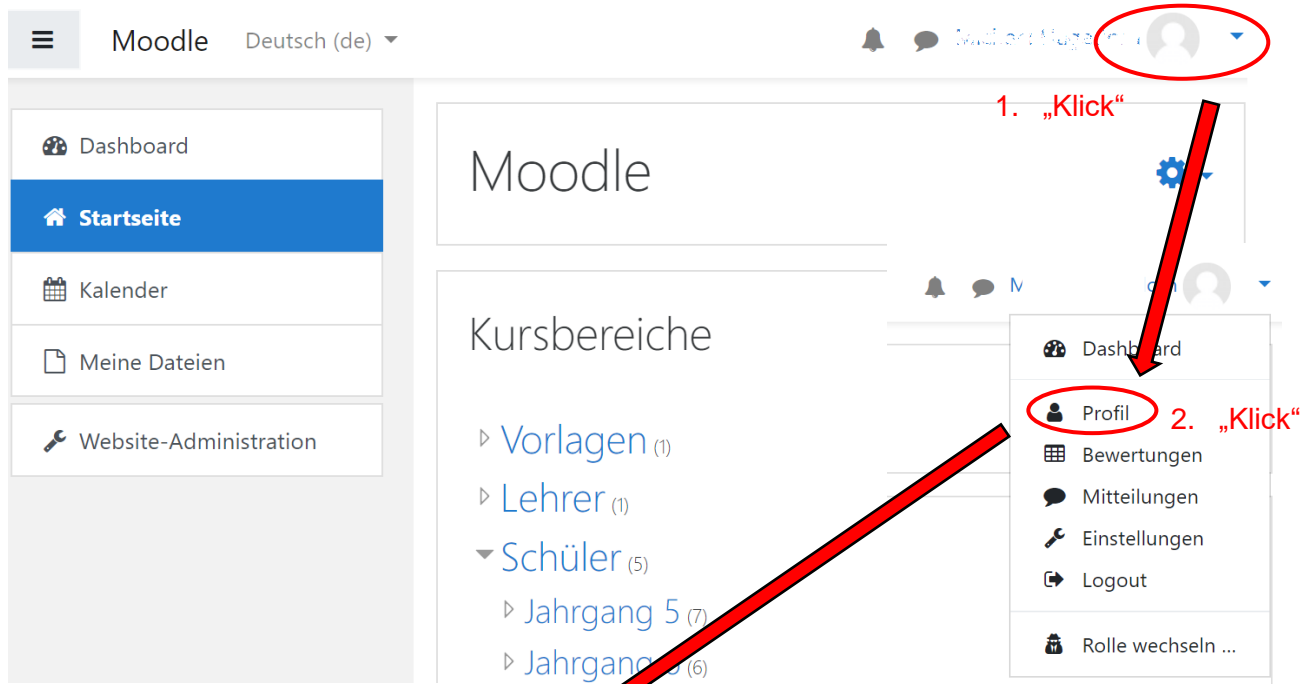 Moodle Deutsch (de)
1. „Klick“
Dashboard
Startseite
Kalender
Meine Dateien
Website-Administration
Moodle
Kursbereiche
Vorlagen (1)
Lehrer (1)
Schüler (5)
Jahrgang 5 (7)
Jahrgang (6)
M
Dashboard
Profil
2. „Klick“
Bewertungen
Mitteilungen
Einstellungen
Logout
Rolle wechseln ...